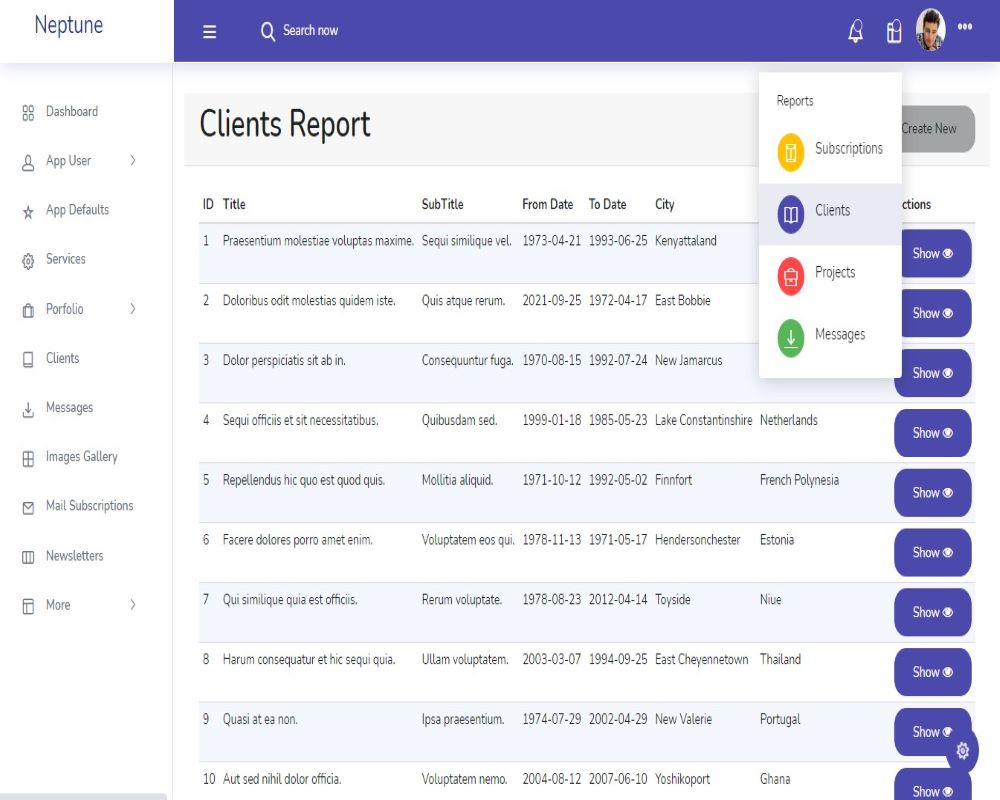 Neptune
Search now
Dashboard
App User
App Defaults
Services
Porfolio
Clients
Messages
Images Gallery
Mail Subscriptions
Newsletters
More
Clients Report
Create New
Reports
Subscriptions
Clients
Projects
Messages
ID Title SubTitle From Date To Date City ctions
1 Praesentium molestiae voluptas maxime. Sequi similique vel. 1973-04-21 1993-06-25 Kenyattaland Show
2 Doloribus odit molestias quidem iste. Quis atque rerum. 2021-09-25 1972-04-17 East Bobbie Show
3 Dolor perspiciatis sit ab in. Consequuntur fuga. 1970-08-15 1992-07-24 New Jamarcus Show
4 Sequi officiis et sit necessitatibus. Quibusdam sed. 1999-01-18 1985-05-23 Lake Constantinshire Netherlands Show
5 Repellendus hic quo est quod quis. Mollitia aliquid. 1971-10-12 1992-05-02 Finnfort French Polynesia Show
6 Facere dolores porro amet enim. Voluptatem eos qui. 1978-11-13 1971-05-17 Hendersonchester Estonia Show
7 Qui similique quia est officiis. Rerum voluptate. 1978-08-23 2012-04-14 Toyside Niue Show
8 Harum consequatur et hic sequi quia. Ullam voluptatem. 2003-03-07 1994-09-25 East Cheyennetown Thailand Show
9 Quasi at ea non. Ipsa praesentium. 1974-07-29 2002-04-29 New Valerie Portugal Show
10 Aut sed nihil dolor officia. Voluptatem nemo. 2004-08-12 2007-06-10 Yoshikoport Ghana Show